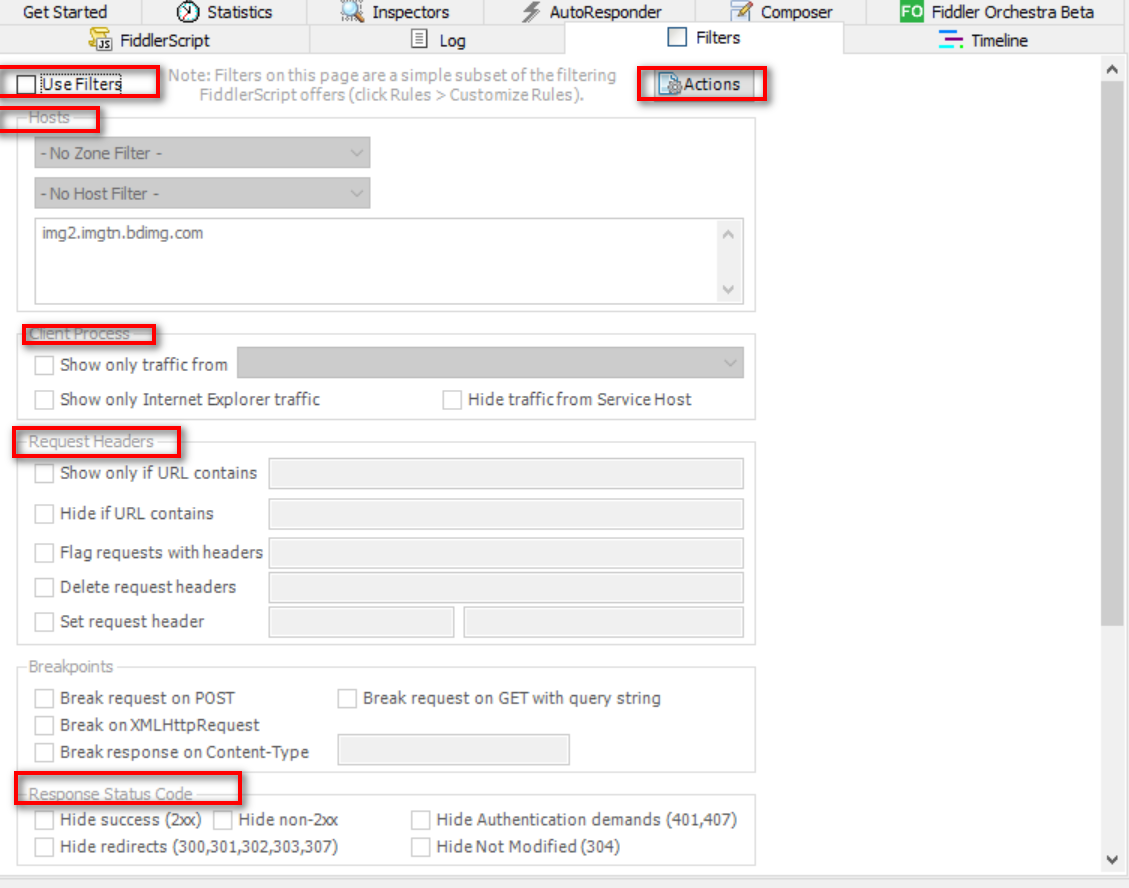 Get Started Statistics Inspectors AutoResponder Composer FO Fiddler Orchestra Beta
JS FiddlerScript Log Filters Timeline
Use Filters
Note: Filters on this page are a simple subset of the filtering
FiddlerScript offers (click Rules > Customize Rules).
Actions
Hosts
- No Zone Filter -
- No Host Filter -
img2.imgtn.bdimg.com
Client Process
Show only traffic from
Show only Internet Explorer traffic Hide traffic from Service Host
Request Headers
Show only if URL contains
Hide if URL contains
Flag requests with headers
Delete request headers
Set request header
Breakpoints
Break request on POST Break request on GET with query string
Break on XMLHttpRequest
Break response on Content-Type
Response Status Code
Hide success (2xx) Hide non-2xx Hide Authentication demands (401,407)
Hide redirects (300,301,302,303,307) Hide Not Modified (304)